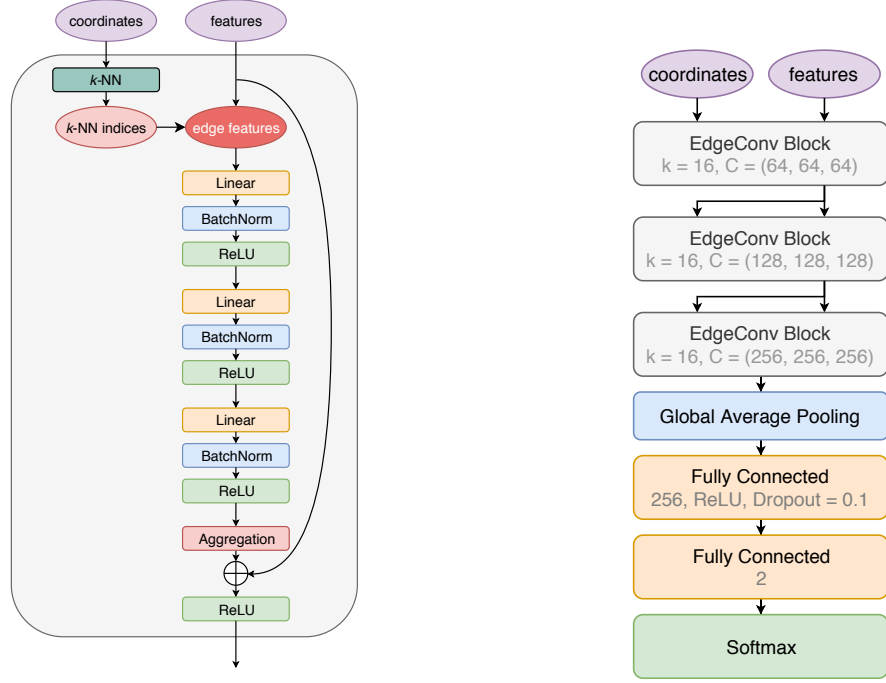 coordinates
features
k-NN
k-NN indices
edge features
Linear
BatchNorm
ReLU
Linear
BatchNorm
ReLU
Linear
BatchNorm
ReLU
Aggregation
ReLU
coordinates
features
EdgeConv Block
k = 16, C = (64, 64, 64)
EdgeConv Block
k = 16, C = (128, 128, 128)
EdgeConv Block
k = 16, C = (256, 256, 256)
Global Average Pooling
Fully Connected
256, ReLU, Dropout = 0.1
Fully Connected
2
Softmax